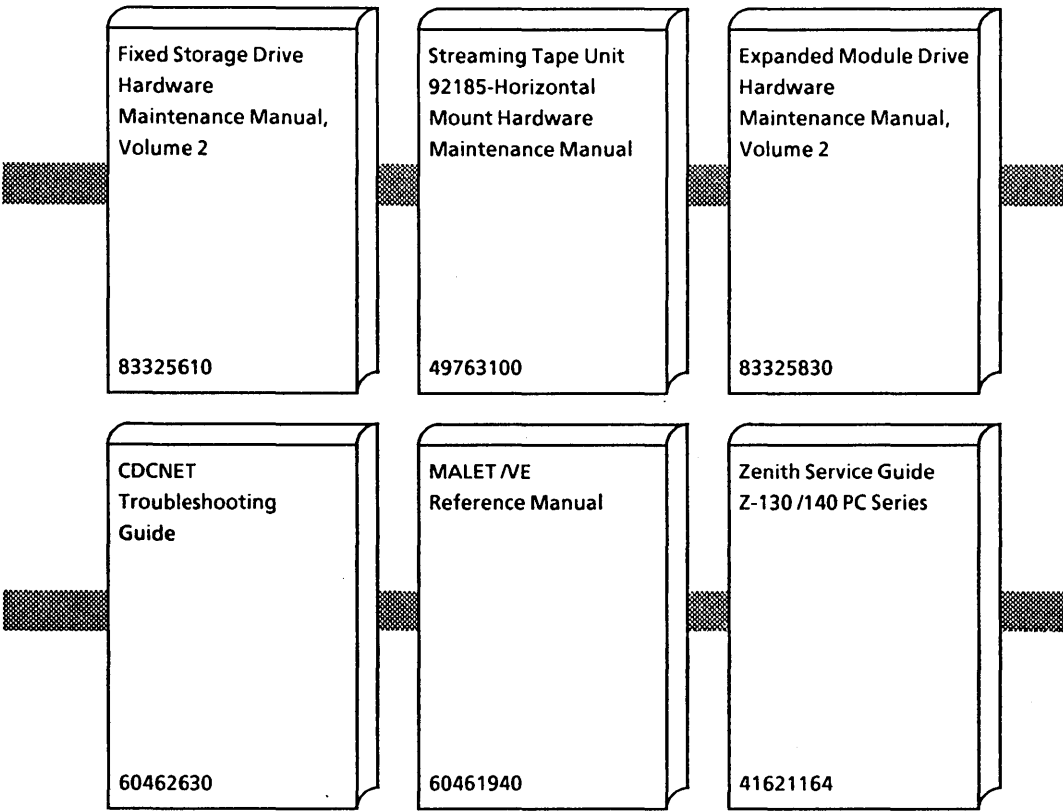 Fixed Storage Drive
Hardware
Maintenance Manual,
Volume 2
83325610
Streaming Tape Unit
92185-Horizontal
Mount Hardware
Maintenance Manual
49763100
Expanded Module Drive
Hardware
Maintenance Manual,
Volume 2
83325830
CDCNET
Troubleshooting
Guide
60462630
MALET /VE
Reference Manual
60461940
Zenith Service Guide
Z-130 /140 PC Series
41621164